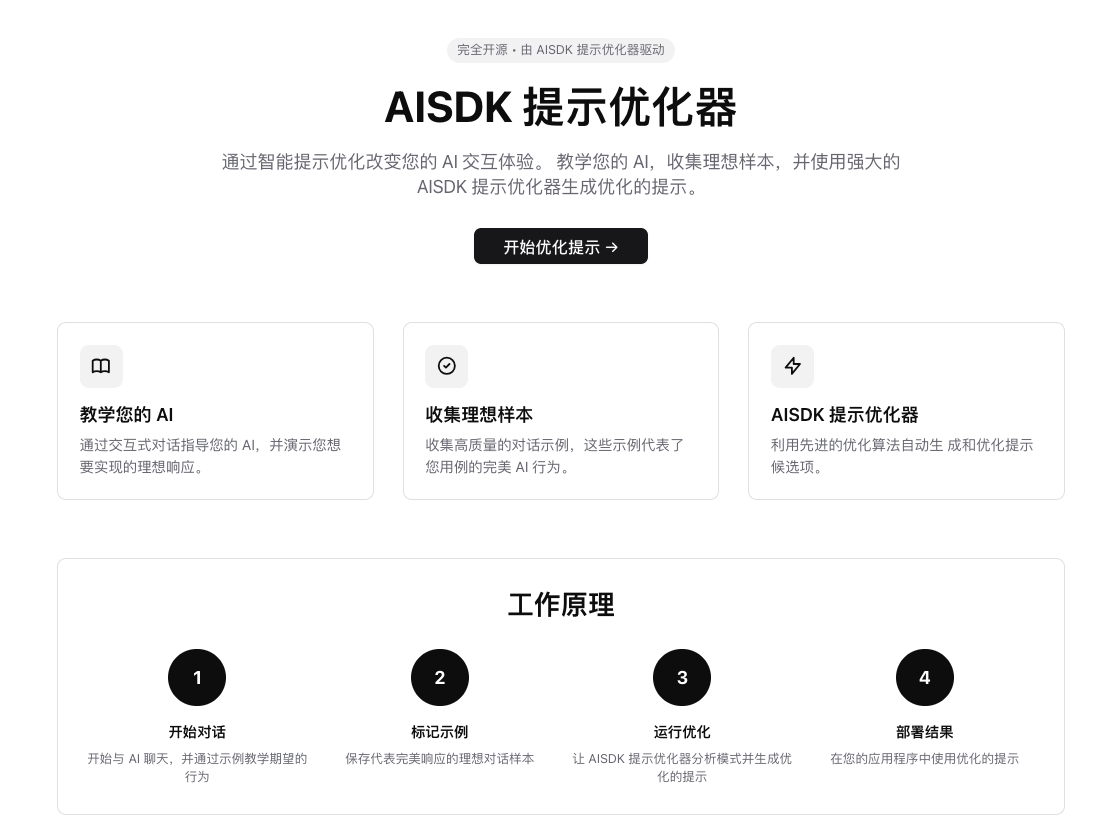 完全开源・由 AISDK 提示优化器驱动
AISDK 提示优化器
通过智能提示优化改变您的 AI 交互体验。 教学您的 AI，收集理想样本，并使用强大的
AISDK 提示优化器生成优化的提示。
开始优化提示 →
教学您的 AI
通过交互式对话指导您的 AI，并演示您想
要实现的理想响应。
收集理想样本
收集高质量的对话示例，这些示例代表了
您用例的完美 AI 行为。
AISDK 提示优化器
利用先进的优化算法自动生 成和优化提示
候选项。
工作原理
1
开始对话
开始与 AI 聊天，并通过示例教学期望的
行为
2
标记示例
保存代表完美响应的理想对话样本
3
运行优化
让 AISDK 提示优化器分析模式并生成优
化的提示
4
部署结果
在您的应用程序中使用优化的提示